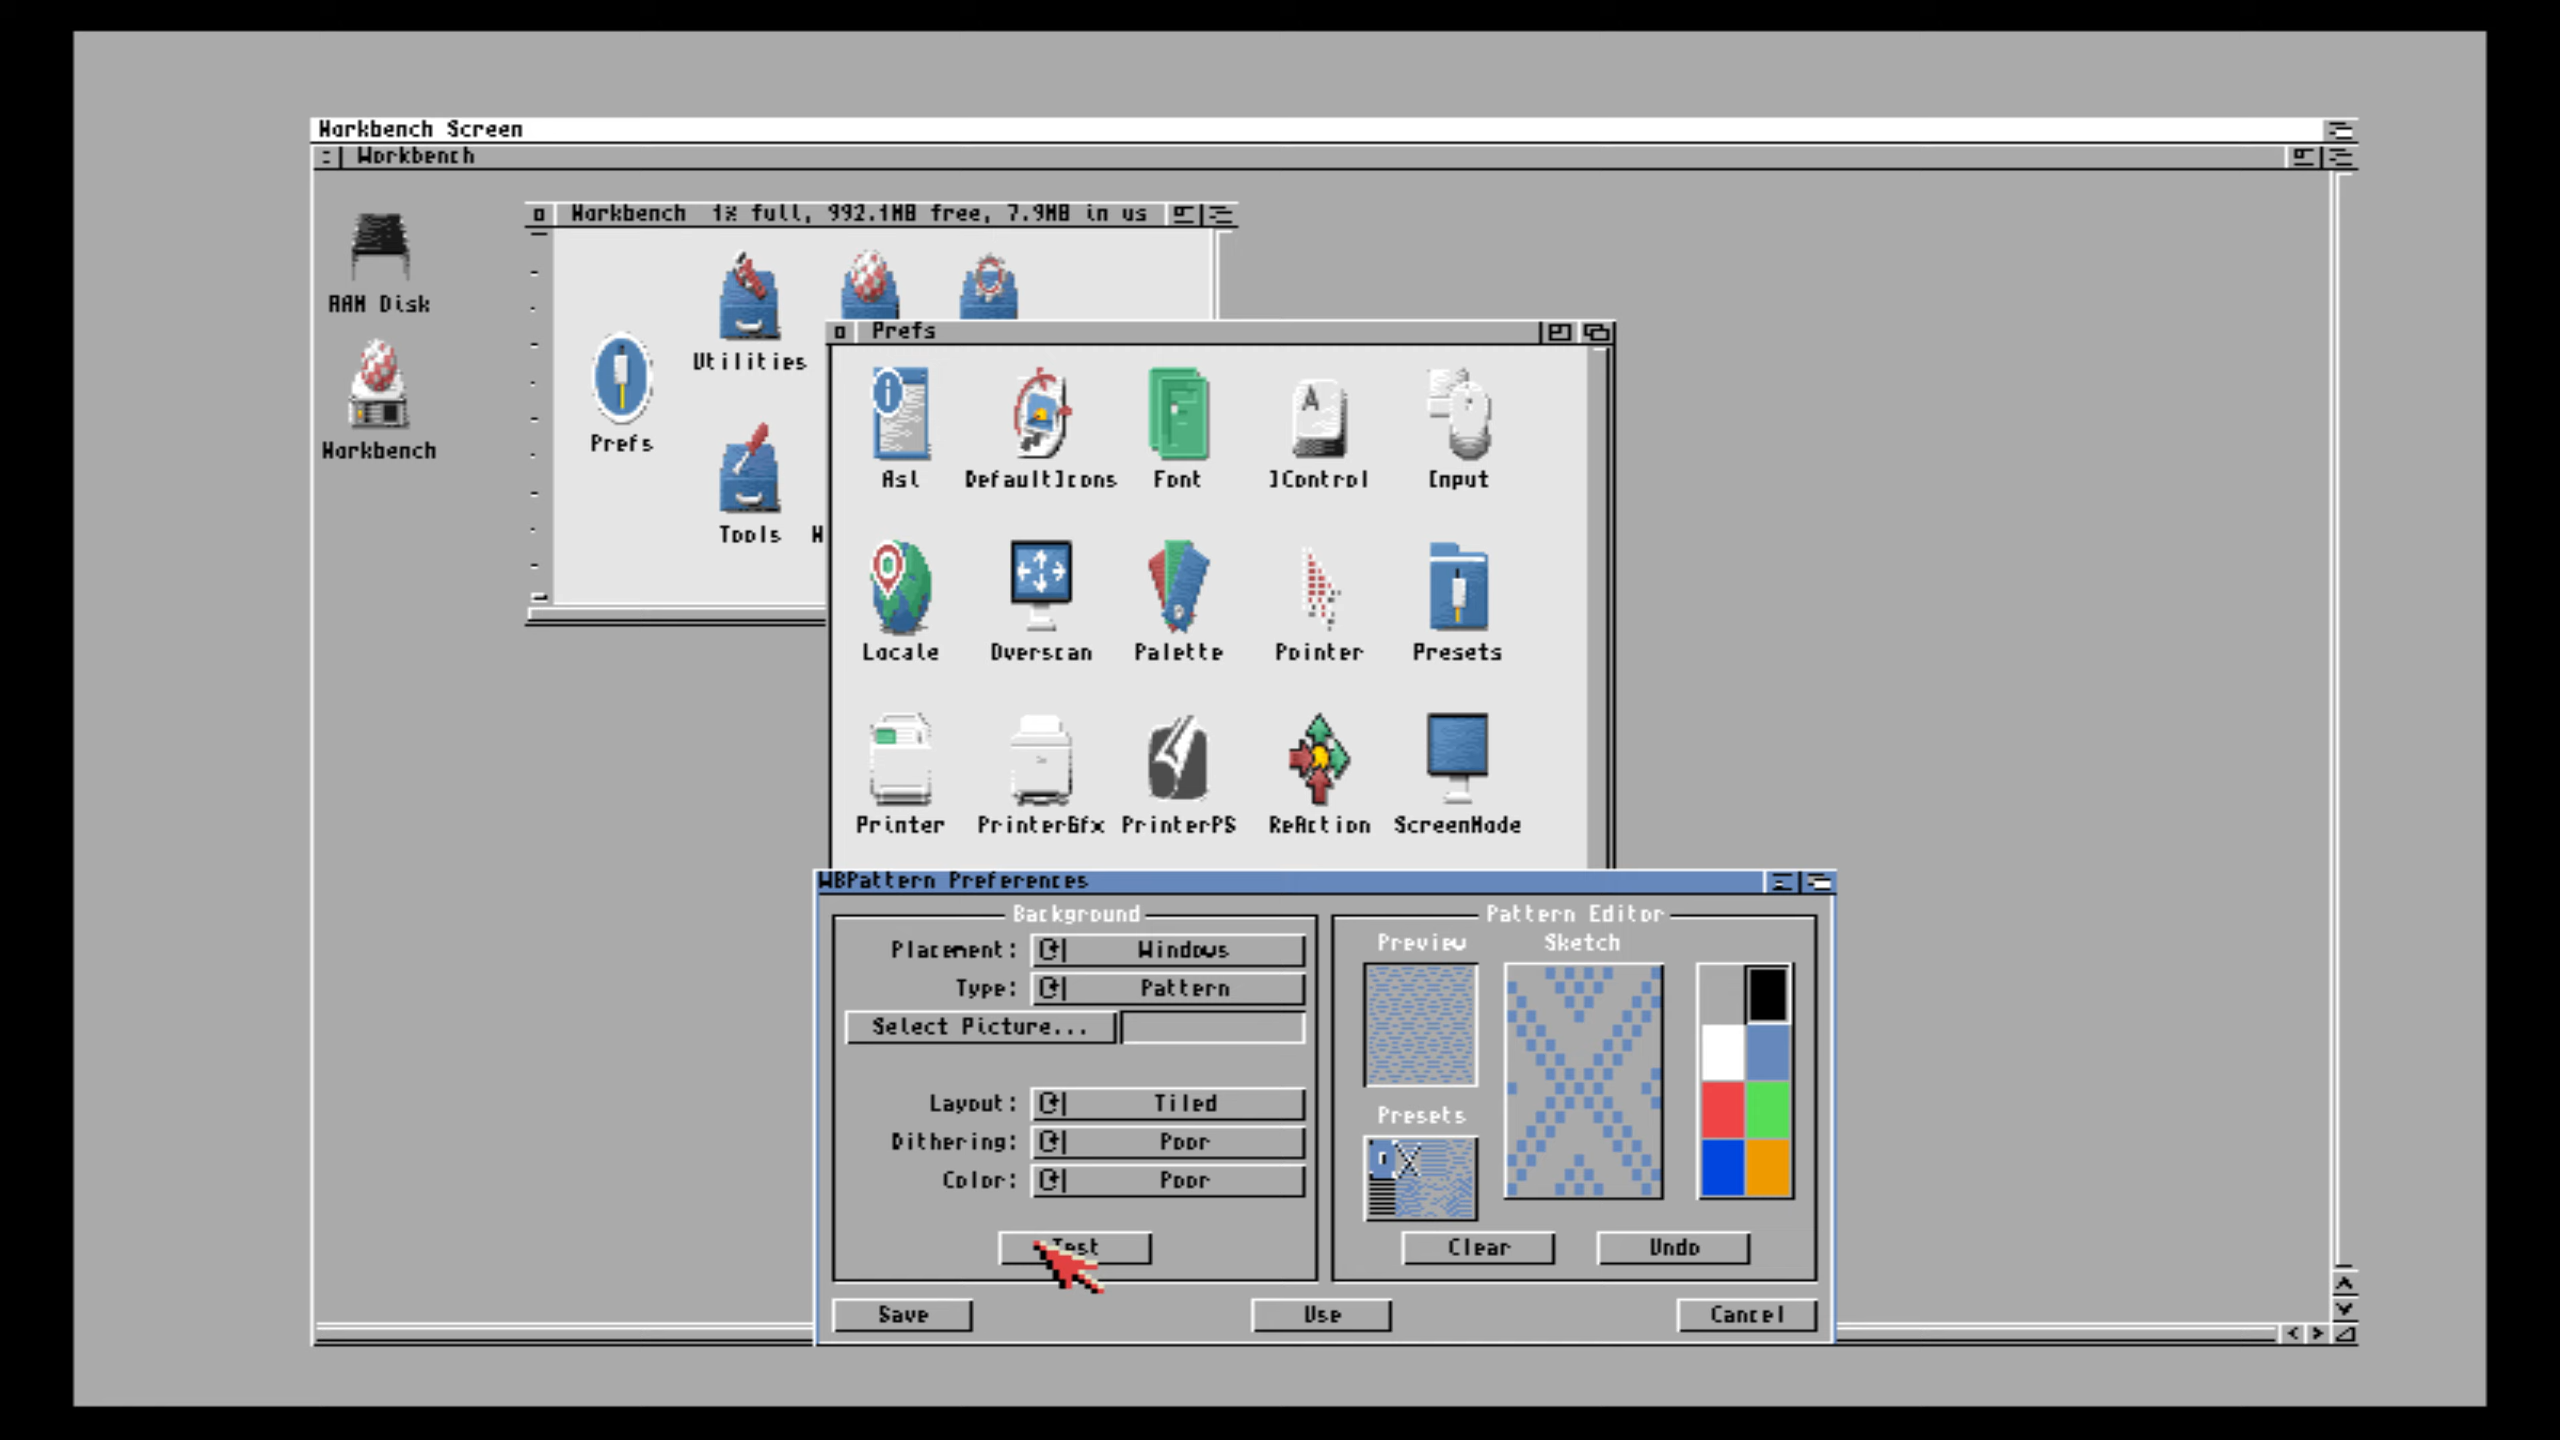 Workbench Screen
Workbench
Workbench 1% full, 992.1MB free, 7.9MB in us
RAM Disk
Workbench
Prefs
Utilities
Tools
W
Prefs
Asl
DefaultIcons
Font
IControl
Input
Locale
Overscan
Palette
Pointer
Presets
Printer
PrinterGfx
PrinterPS
ReAction
ScreenMode
WBPattern Preferences
Background
Placement: Windows
Type: Pattern
Select Picture...
Layout: Tiled
Dithering: Poor
Color: Poor
Test
Pattern Editor
Preview
Sketch
Presets
Clear
Undo
Save
Use
Cancel